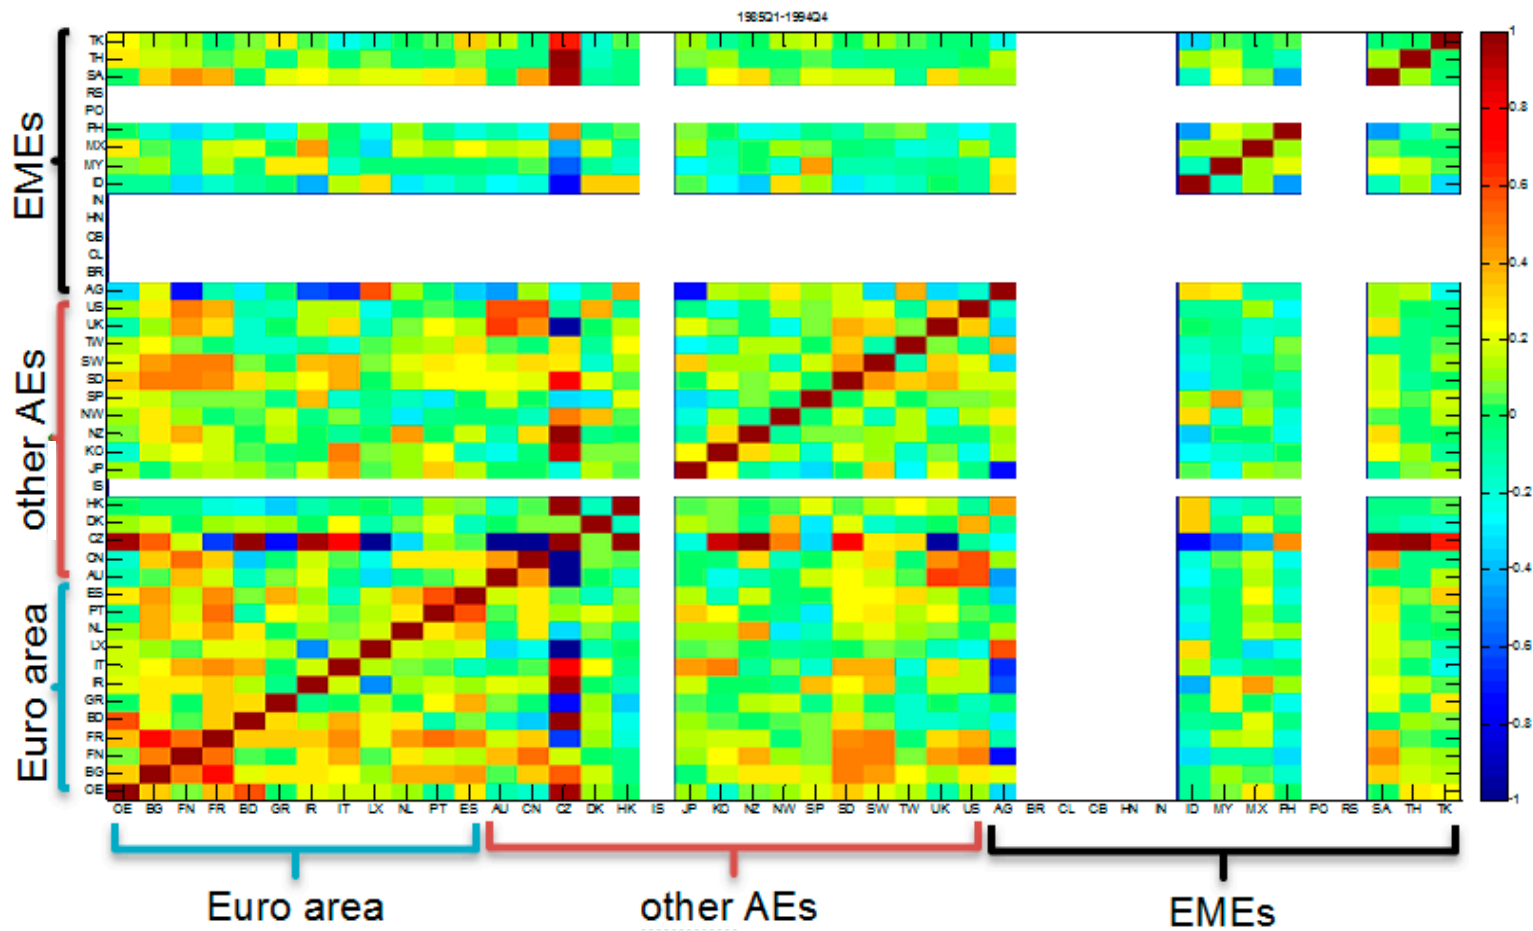 1985Q1-1994Q4
TK
TH
SA
RS
PO
PH
MX
MY
ID
IN
HN
CB
CL
BR
AG
US
UK
TW
SW
SD
SP
NW
NZ
KO
JP
IS
HK
DK
CZ
CN
AU
ES
PT
NL
LX
IT
IR
GR
BD
FR
FN
BG
OE
EMEs
other AEs
Euro area
1
0.8
0.6
0.4
0.2
0
-0.2
-0.4
-0.6
-0.8
-1
OE BG FN FR BD GR IR IT LX NL PT ES AU CN CZ DK HK IS JP KO NZ NW SP SD SW TW UK US AG BR CL CB HN IN ID MY MX PH PO RS SA TH TK
Euro area other AEs EMEs